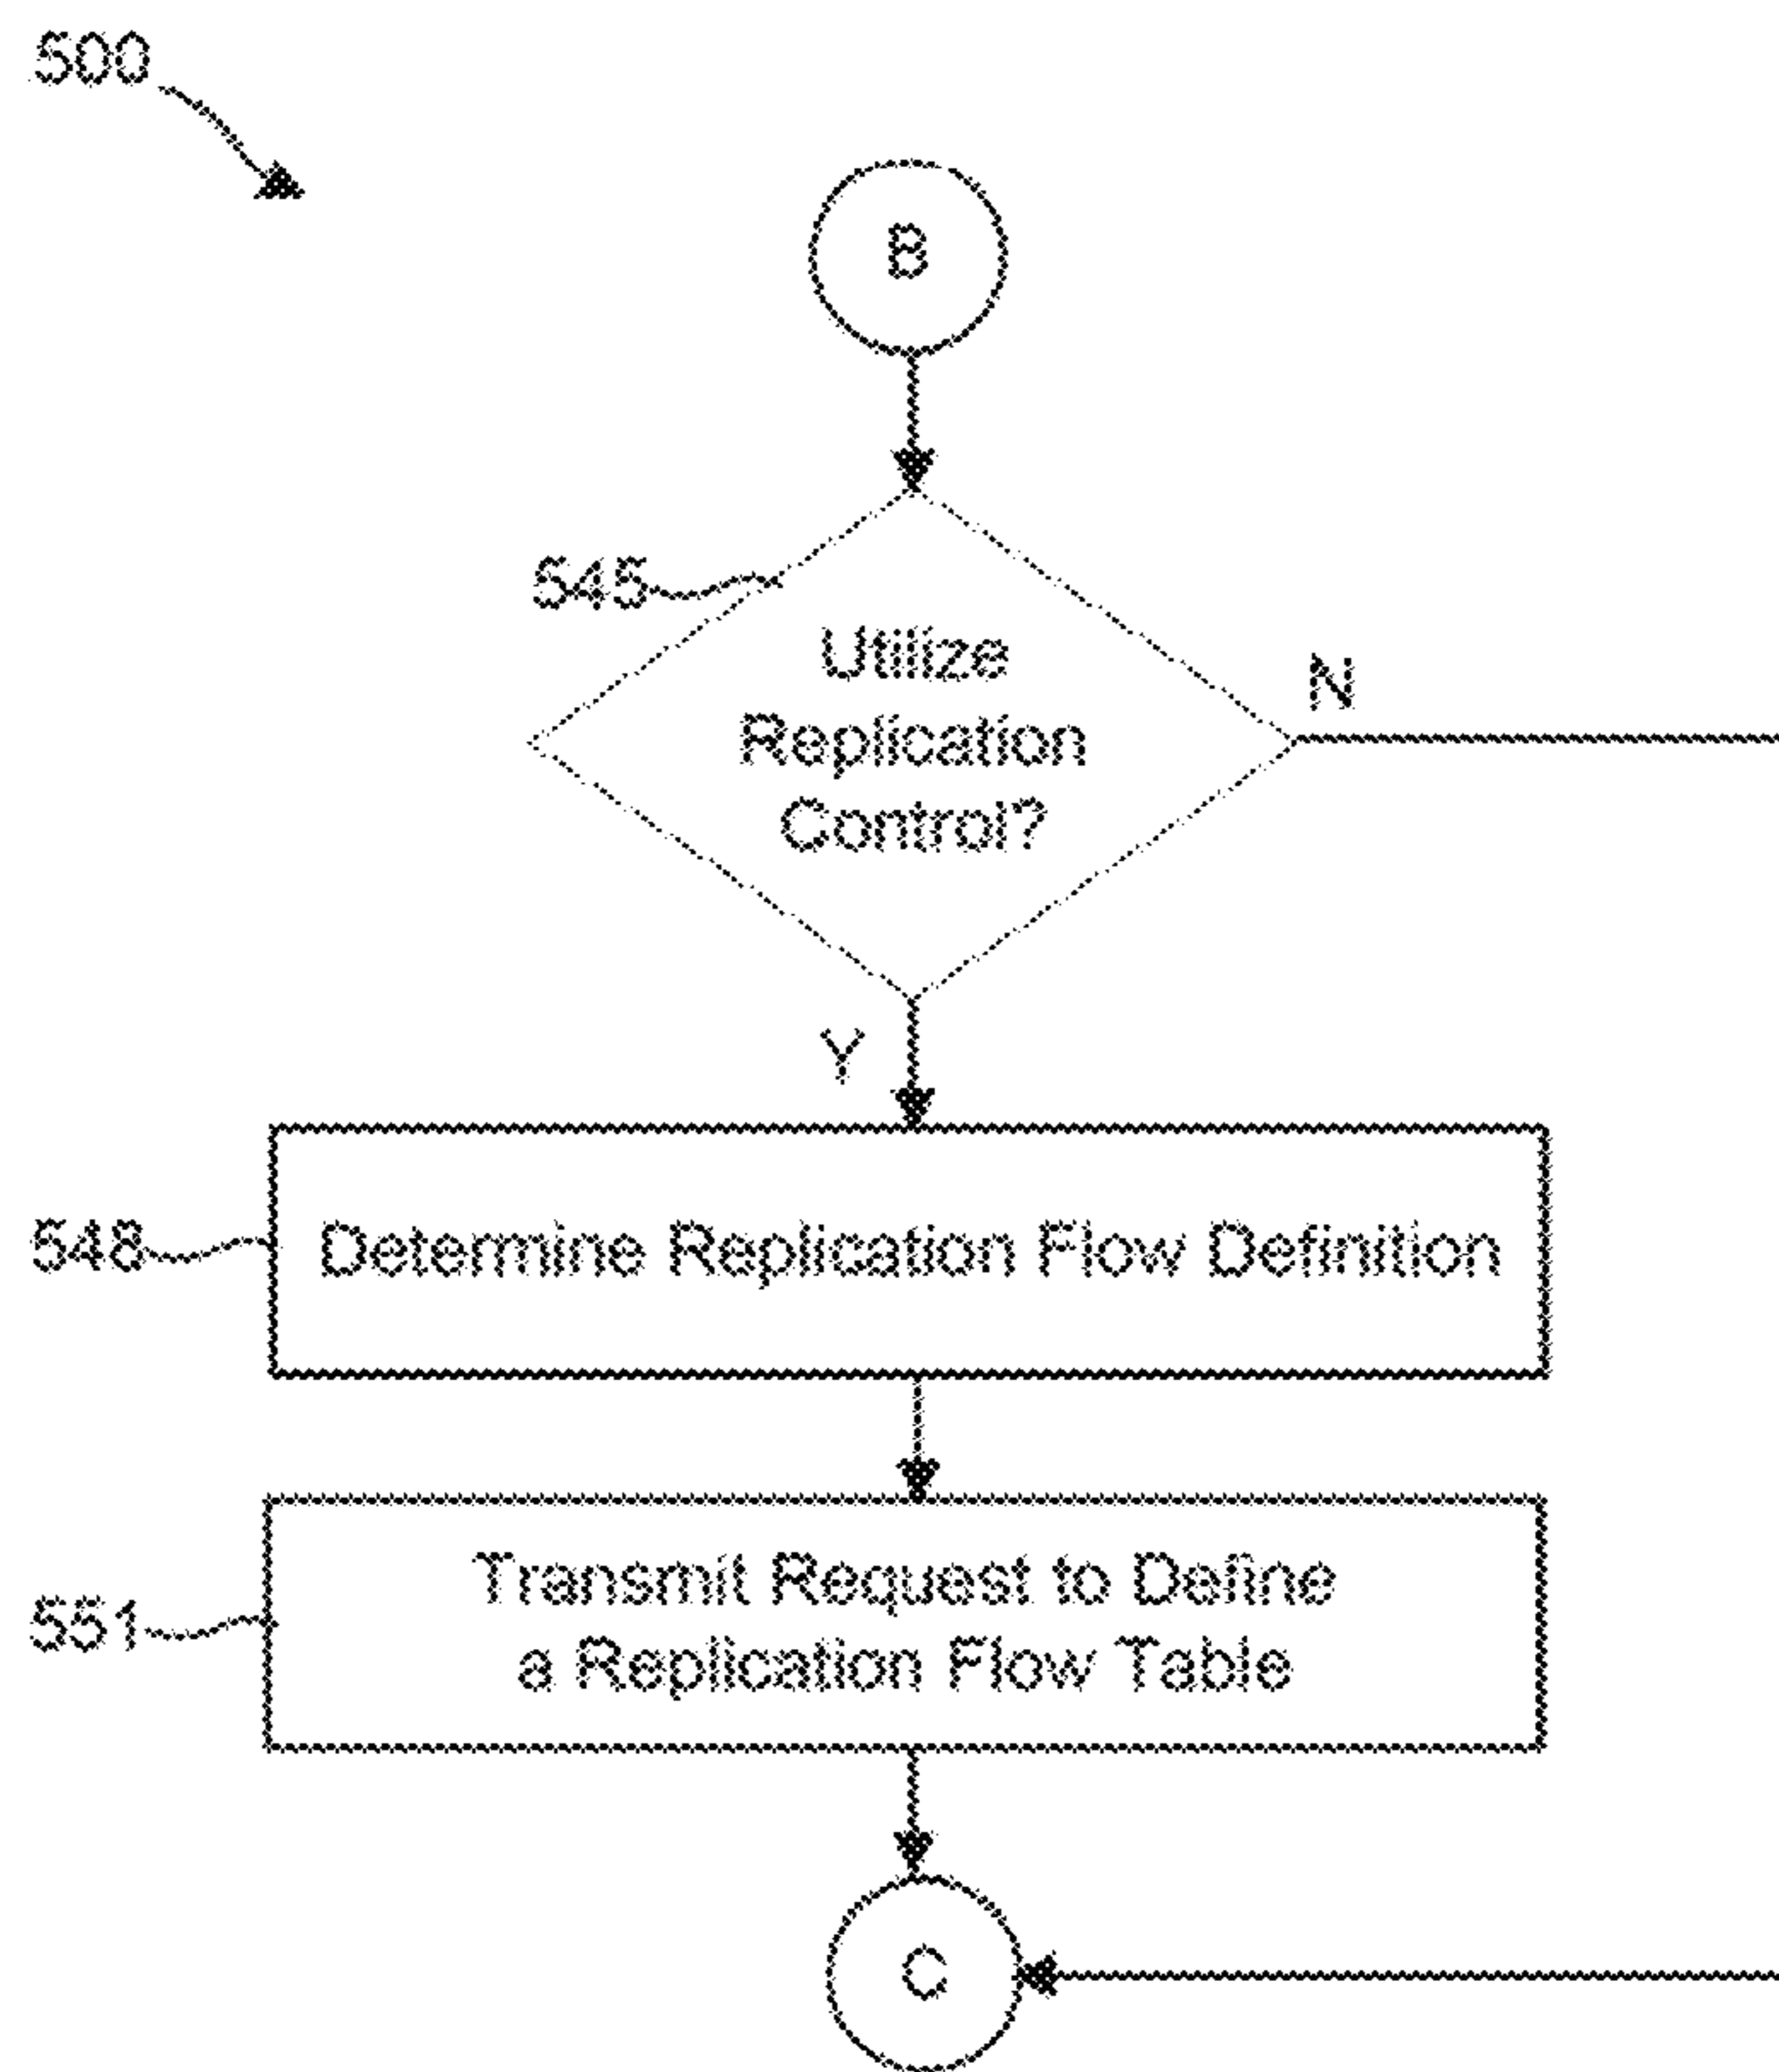 500
B
545
Utilize
Replication
Control?
N
Y
548
Determine Replication Flow Definition
551
Transmit Request to Define
a Replication Flow Table
C